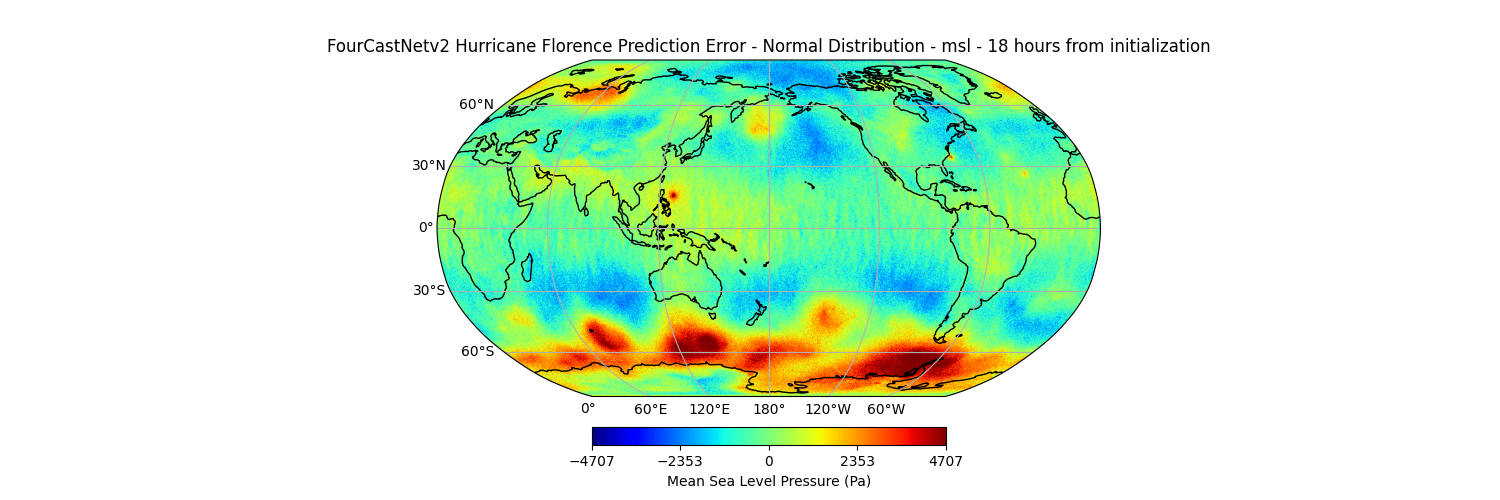 FourCastNetv2 Hurricane Florence Prediction Error - Normal Distribution - msl - 18 hours from initialization
60°N
30°N
0°
30°S
60°S
0° 60°E 120°E 180° 120°W 60°W
−4707 −2353 0 2353 4707
Mean Sea Level Pressure (Pa)